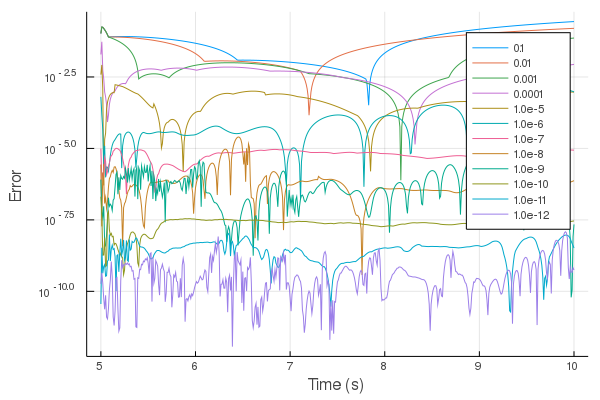 0.1
0.01
0.001
0.0001
1.0e-5
1.0e-6
1.0e-7
1.0e-8
1.0e-9
1.0e-10
1.0e-11
1.0e-12
10⁻²·⁵
10⁻⁵·⁰
10⁻⁷·⁵
10⁻¹⁰·⁰
Error
5 6 7 8 9 10
Time (s)